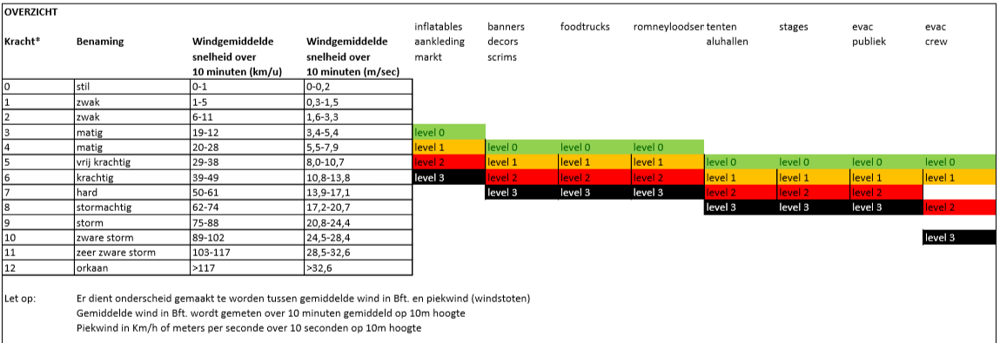 OVERZICHT
inflatables banners foodtrucks romneyloodser tenten stages evac evac
Kracht* Benaming Windgemiddelde Windgemiddelde aankleding decors aluhallen publiek crew
snelheid over snelheid over markt scrims
10 minuten (km/u) 10 minuten (m/sec)
0 stil 0-1 0-0,2
1 zwak 1-5 0,3-1,5
2 zwak 6-11 1,6-3,3
3 matig 19-12 3,4-5,4 level 0
4 matig 20-28 5,5-7,9 level 1 level 0 level 0 level 0
5 vrij krachtig 29-38 8,0-10,7 level 2 level 1 level 1 level 1 level 0 level 0 level 0 level 0
6 krachtig 39-49 10,8-13,8 level 3 level 2 level 2 level 2 level 1 level 1 level 1 level 1
7 hard 50-61 13,9-17,1 level 3 level 3 level 3 level 2 level 2 level 2
8 stormachtig 62-74 17,2-20,7 level 3 level 3 level 3 level 2
9 storm 75-88 20,8-24,4
10 zware storm 89-102 24,5-28,4 level 3
11 zeer zware storm 103-117 28,5-32,6
12 orkaan >117 >32,6
Let op: Er dient onderscheid gemaakt te worden tussen gemiddelde wind in Bft. en piekwind (windstoten)
Gemiddelde wind in Bft. wordt gemeten over 10 minuten gemiddeld op 10m hoogte
Piekwind in Km/h of meters per seconde over 10 seconden op 10m hoogte